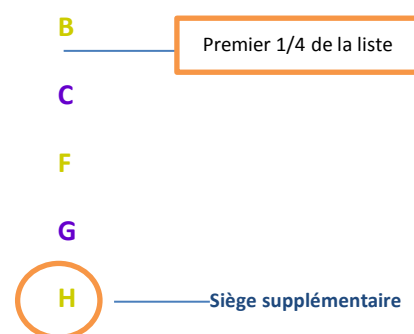 B
Premier 1/4 de la liste
C
F
G
H
Siège supplémentaire